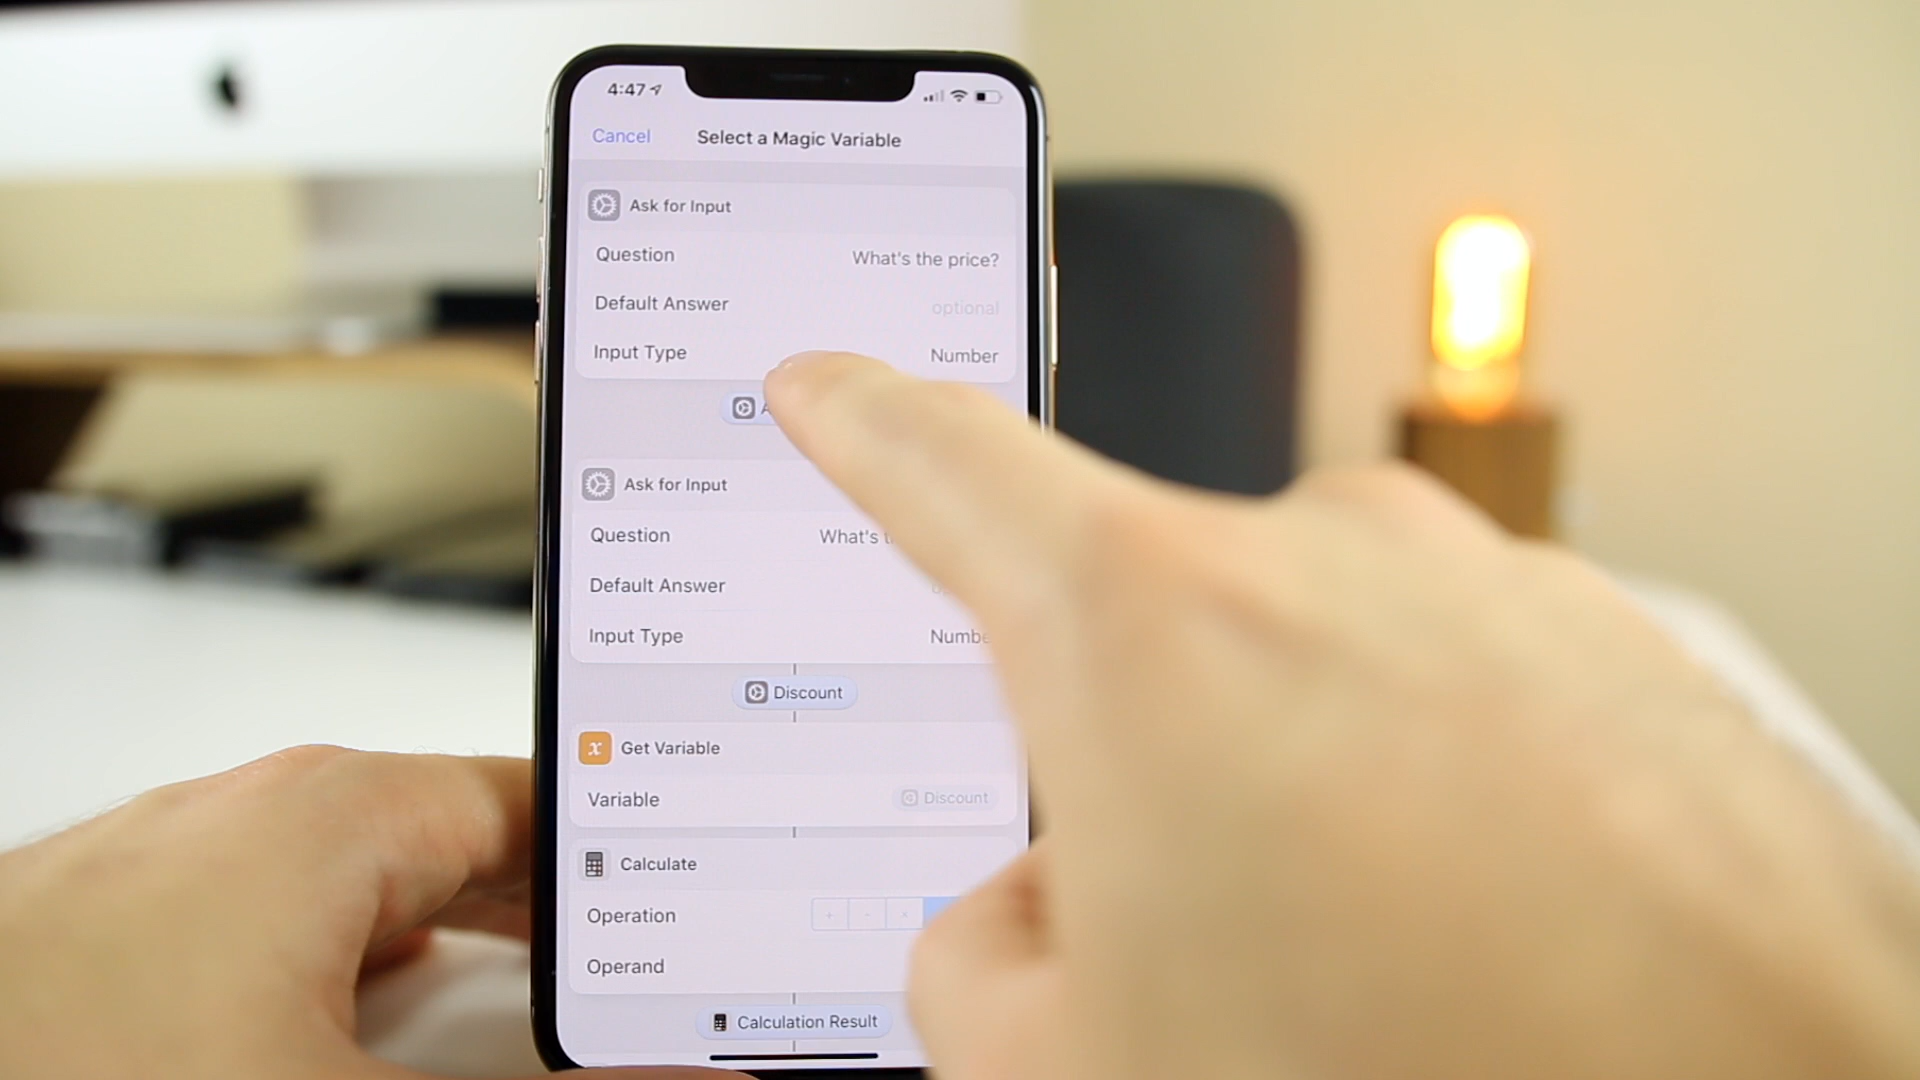 4:47
Cancel Select a Magic Variable
Ask for Input
Question What's the price?
Default Answer optional
Input Type Number
Ask for Input
Question What's
Default Answer
Input Type
Discount
x Get Variable
Variable Discount
Calculate
Operation + - ×
Operand
Calculation Result